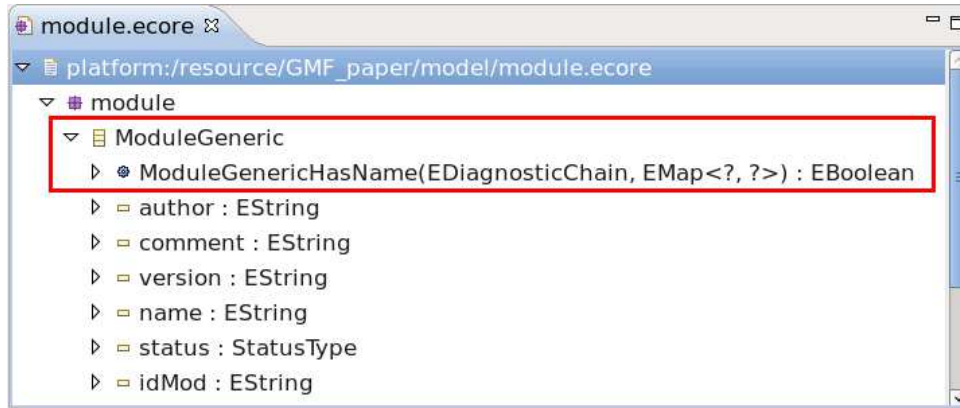 module.ecore
platform:/resource/GMF_paper/model/module.ecore
module
ModuleGeneric
ModuleGenericHasName(EDiagnosticChain, EMap<?, ?>) : EBoolean
author : EString
comment : EString
version : EString
name : EString
status : StatusType
idMod : EString